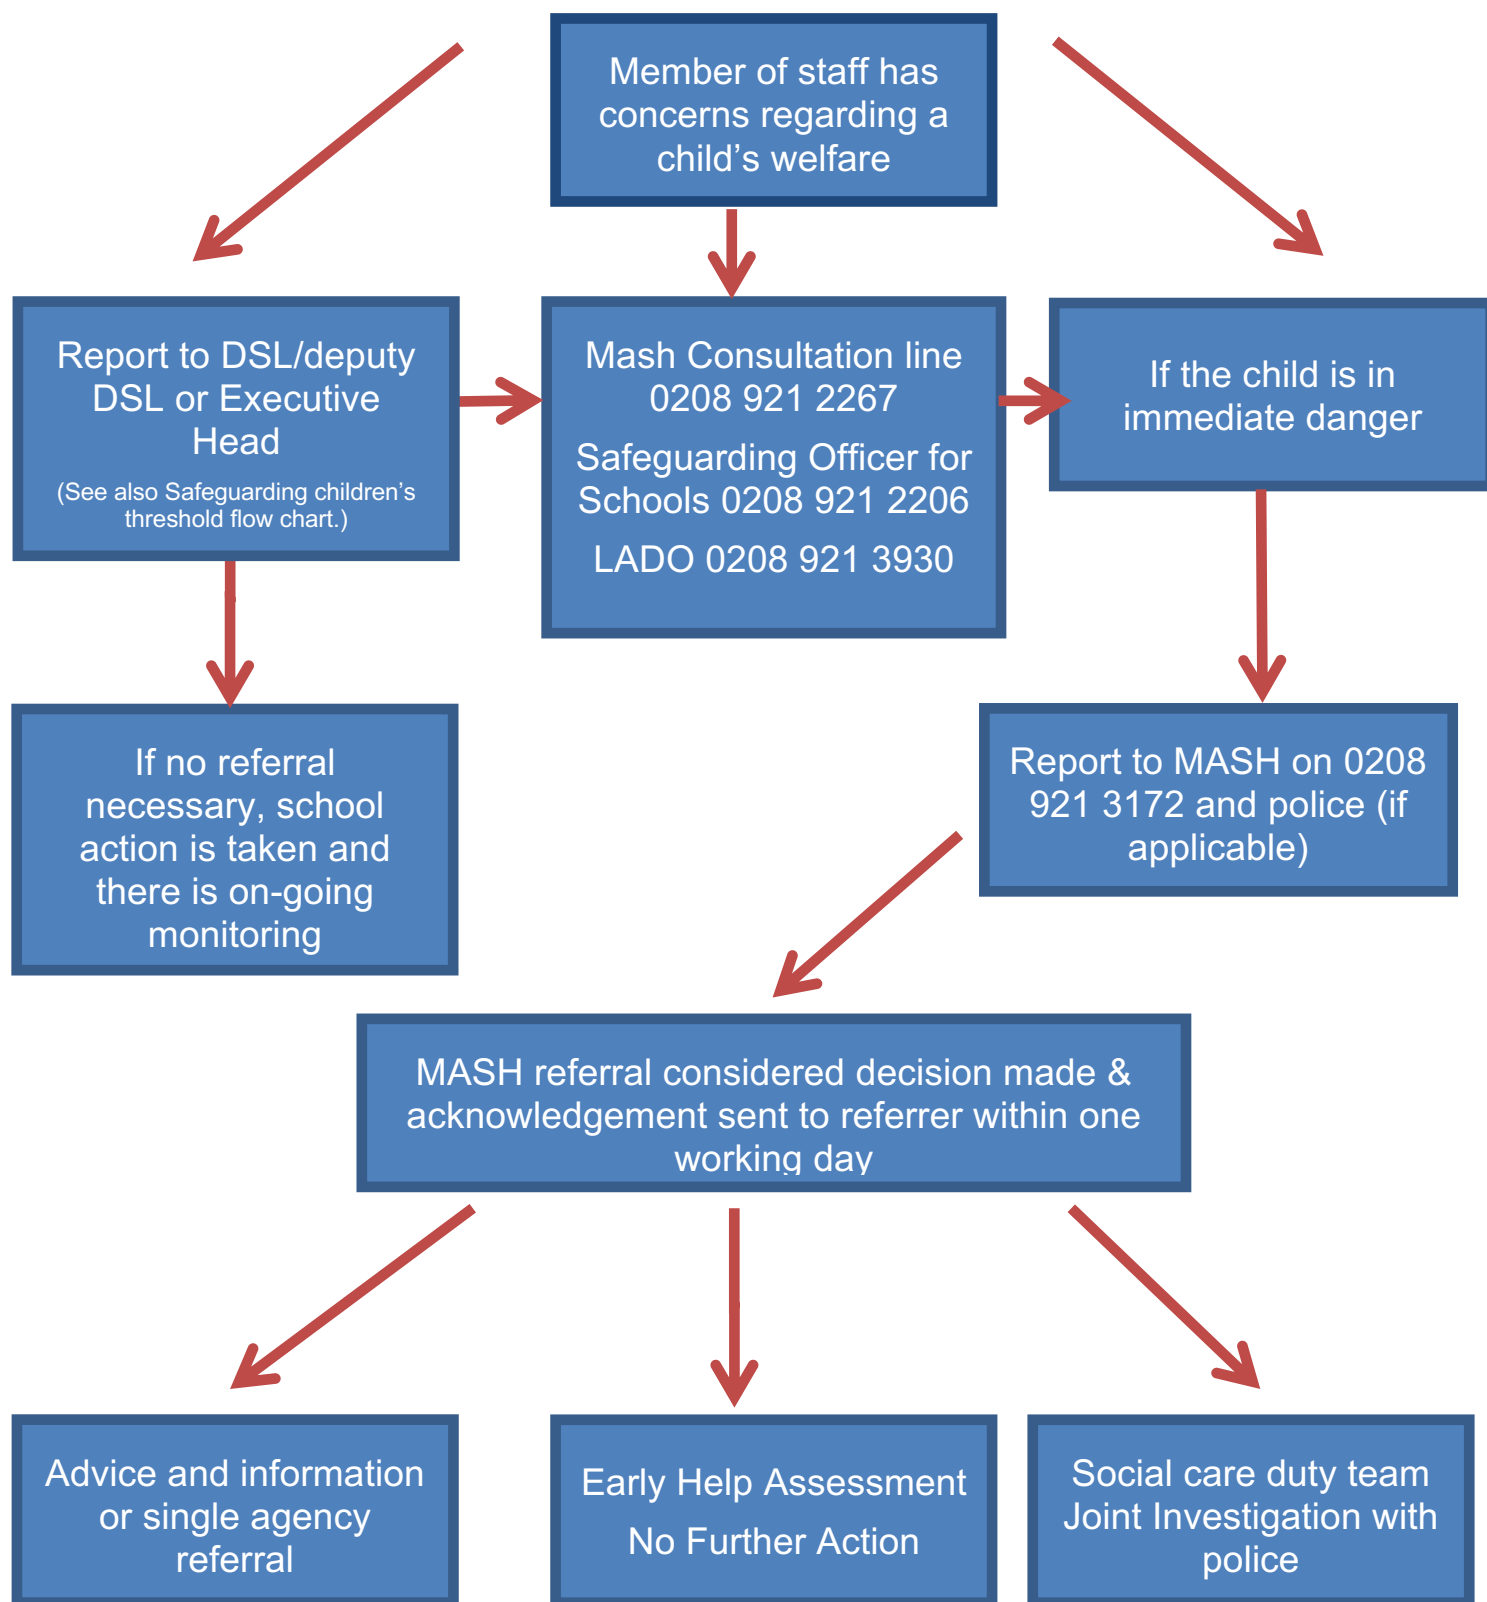 Member of staff has
concerns regarding a
child’s welfare
Report to DSL/deputy
DSL or Executive
Head
(See also Safeguarding children’s
threshold flow chart.)
Mash Consultation line
0208 921 2267
Safeguarding Officer for
Schools 0208 921 2206
LADO 0208 921 3930
If the child is in
immediate danger
If no referral
necessary, school
action is taken and
there is on-going
monitoring
Report to MASH on 0208
921 3172 and police (if
applicable)
MASH referral considered decision made &
acknowledgement sent to referrer within one
working day
Advice and information
or single agency
referral
Early Help Assessment
No Further Action
Social care duty team
Joint Investigation with
police